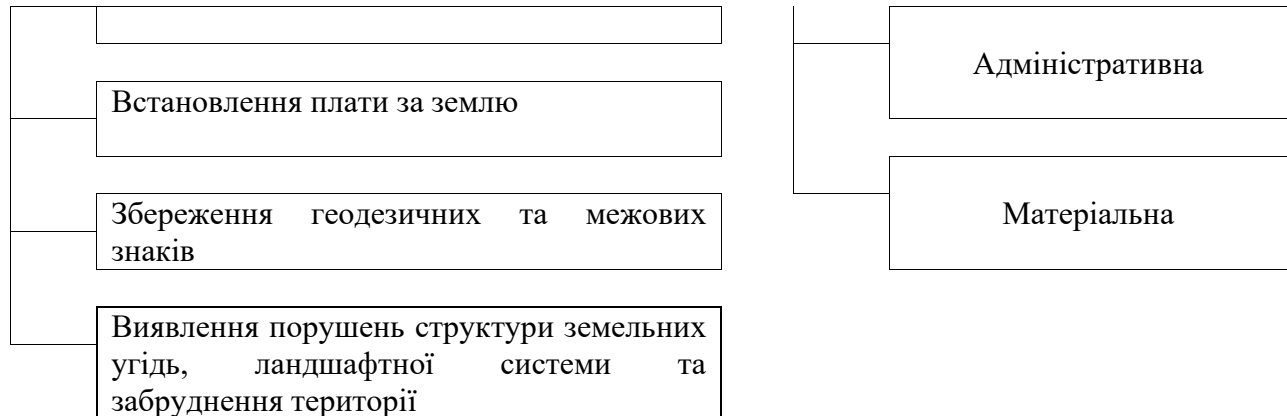 Адміністративна
Встановлення плати за землю
Збереження геодезичних та межових
знаків
Матеріальна
Виявлення порушень структури земельних
угідь, ландшафтної системи та
забруднення території